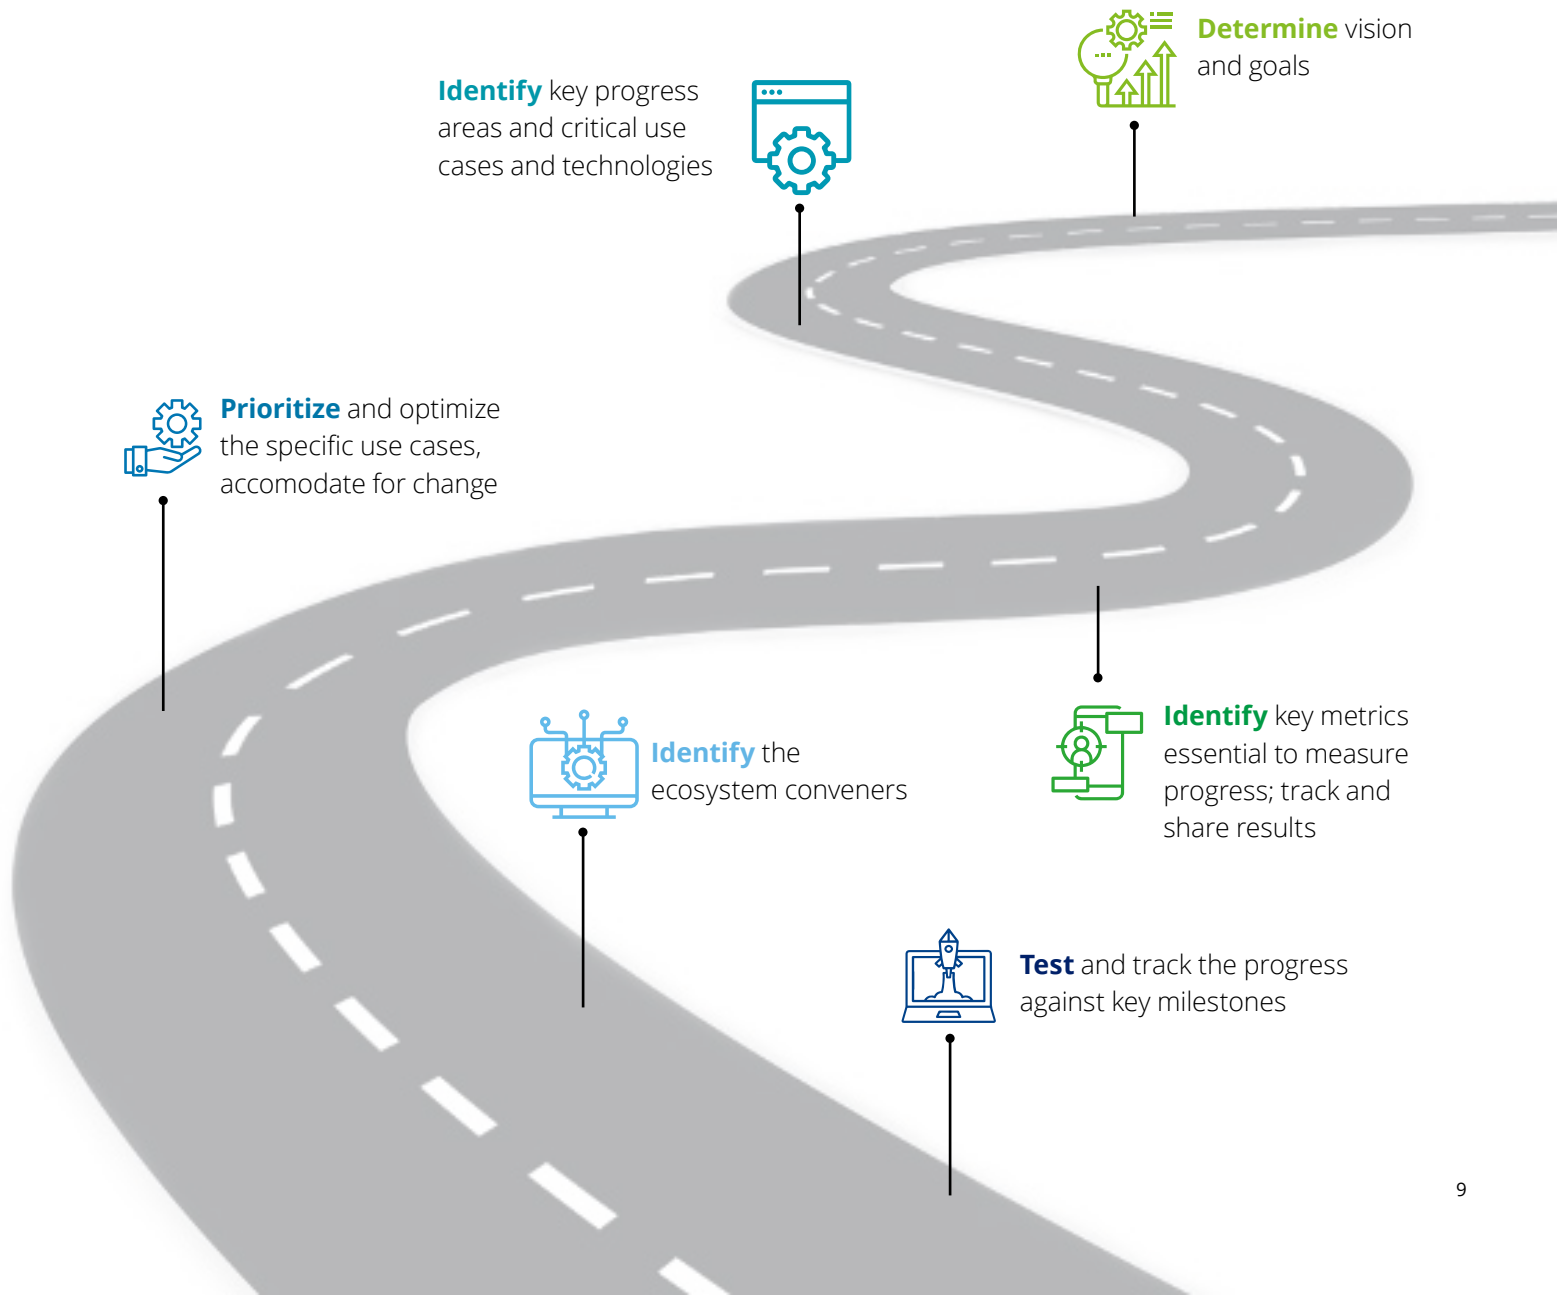 Determine vision
and goals
Identify key progress
areas and critical use
cases and technologies
Prioritize and optimize
the specific use cases,
accomodate for change
Identify key metrics
essential to measure
progress; track and
share results
Identify the
ecosystem conveners
Test and track the progress
against key milestones
9